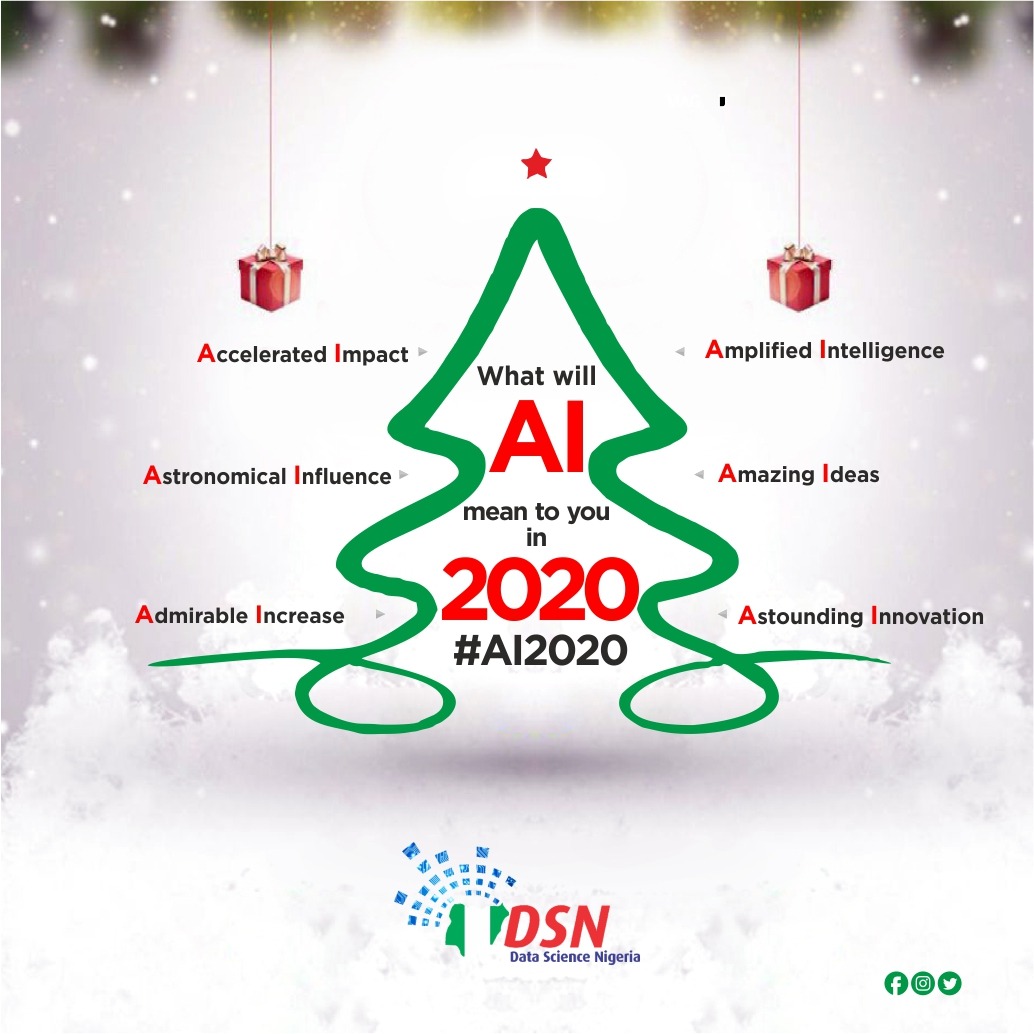 Accelerated Impact
Amplified Intelligence
What will
AI
Astronomical Influence
Amazing Ideas
mean to you
in
2020
Admirable Increase
Astounding Innovation
#AI2020
DSN
Data Science Nigeria